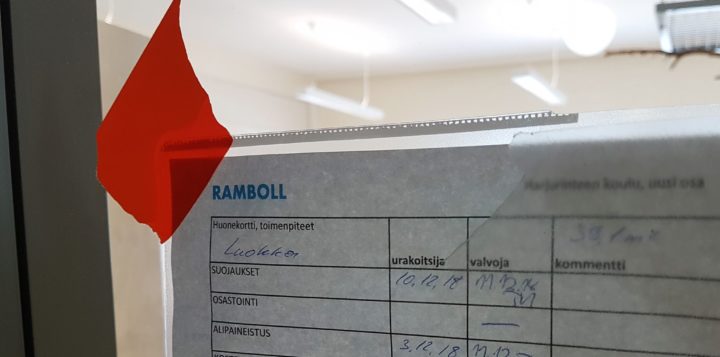 RAMBOLL
Harjurinteen koulu, uusi osa
Huonekortti, toimenpiteet
Luokka
urakoitsija
valvoja
kommentti
SUOJAUKSET
10.12.18
OSASTOINTI
ALIPAINEISTUS
3.12.18